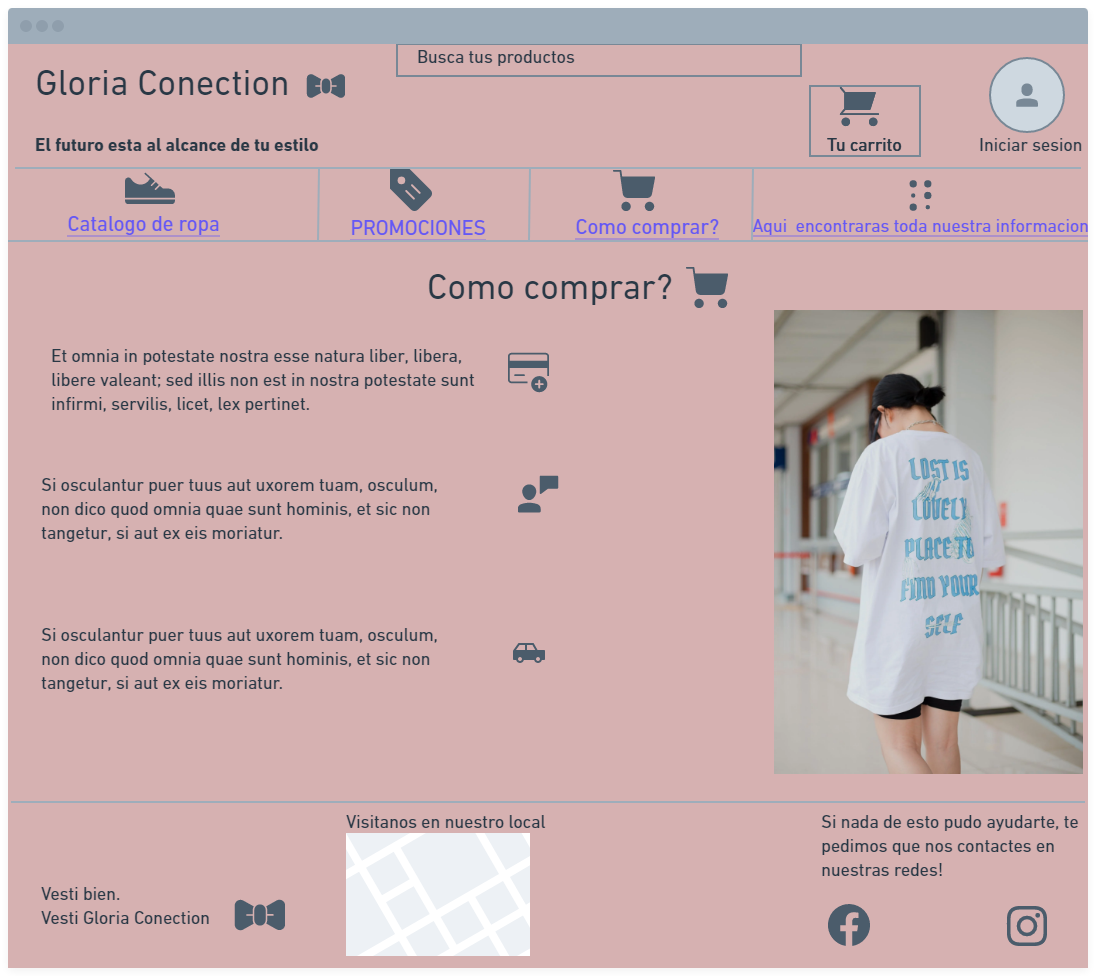 Busca tus productos
Gloria Conection
El futuro esta al alcance de tu estilo
Tu carrito
Iniciar sesion
Catalogo de ropa
PROMOCIONES
Como comprar?
Aqui  encontraras toda nuestra informacion
Como comprar?
Et omnia in potestate nostra esse natura liber, libera,
libere valeant; sed illis non est in nostra potestate sunt
infirmi, servilis, licet, lex pertinet.
Si osculantur puer tuus aut uxorem tuam, osculum,
non dico quod omnia quae sunt hominis, et sic non
tangetur, si aut ex eis moriatur.
Si osculantur puer tuus aut uxorem tuam, osculum,
non dico quod omnia quae sunt hominis, et sic non
tangetur, si aut ex eis moriatur.
LOST IS
LOVELY
PLACE TO
FIND YOUR
SELF
Visitanos en nuestro local
Vesti bien.
Vesti Gloria Conection
Si nada de esto pudo ayudarte, te
pedimos que nos contactes en
nuestras redes!